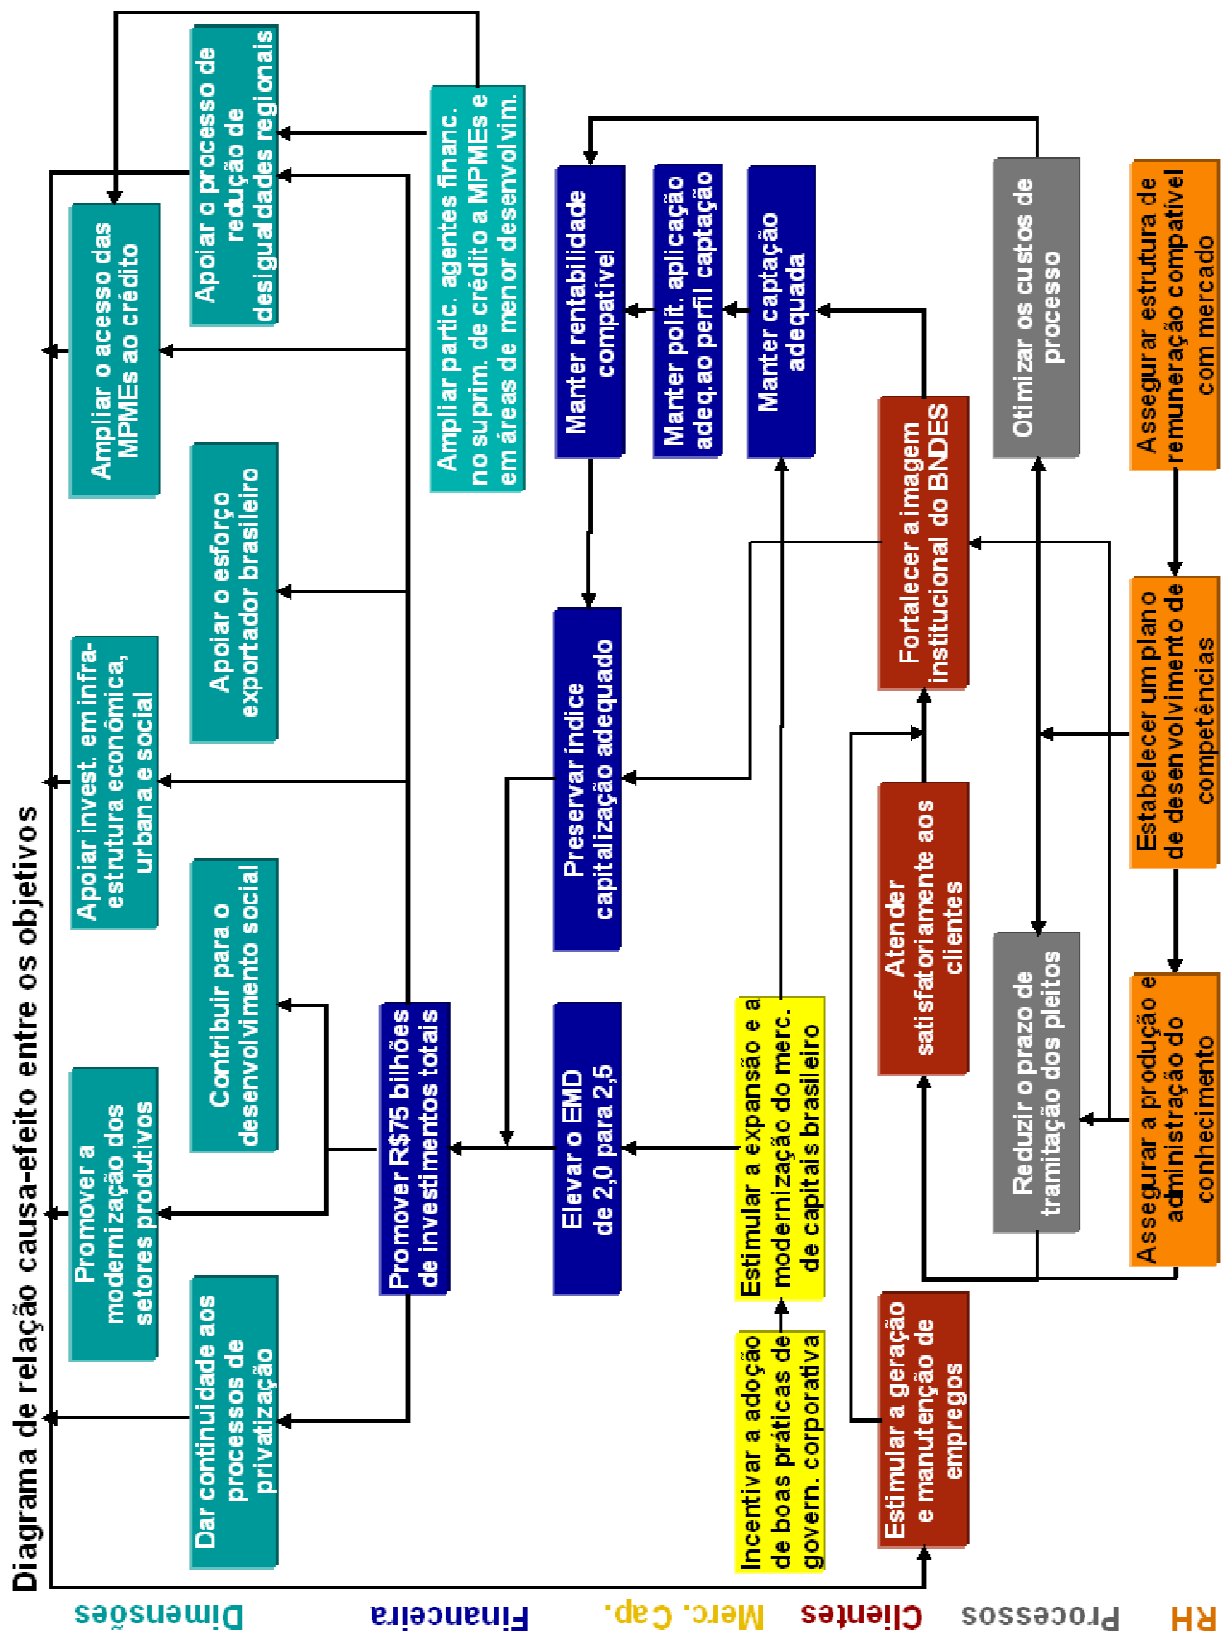 Diagrama de relação causa-efeito entre os objetivos
Dimensões
Dar continuidade aos
processos de
privatização
Promover a
modernização dos
setores produtivos
Contribuir para o
desenvolvimento social
Apoiar invest. em infra-
estrutura econômica,
urbana e social
Apoiar o esforço
exportador brasileiro
Ampliar o acesso das
MPMEs ao crédito
Apoiar o processo de
redução de
desigualdades regionais
Financeira
Promover R$75 bilhões
de investimentos totais
Ampliar partic. agentes financ.
no suprim. de crédito a MPMEs e
em áreas de menor desenvolvim.
Elevar o EMD
de 2,0 para 2,5
Preservar índice
capitalização adequado
Manter rentabilidade
compatível
Manter polít. aplicação
adeq.ao perfil captação
Manter captação
adequada
Merc. Cap.
Incentivar a adoção
de boas práticas de
govern. corporativa
Estimular a expansão e a
modernização do merc.
de capitais brasileiro
Clientes
Estimular a geração
e manutenção de
empregos
Atender
satisfatoriamente aos
clientes
Fortalecer a imagem
institucional do BNDES
Processos
Reduzir o prazo de
tramitação dos pleitos
Otimizar os custos de
processo
RH
Assegurar a produção e
administração do
conhecimento
Estabelecer um plano
de desenvolvimento de
competências
Assegurar estrutura de
remuneração compatível
com mercado